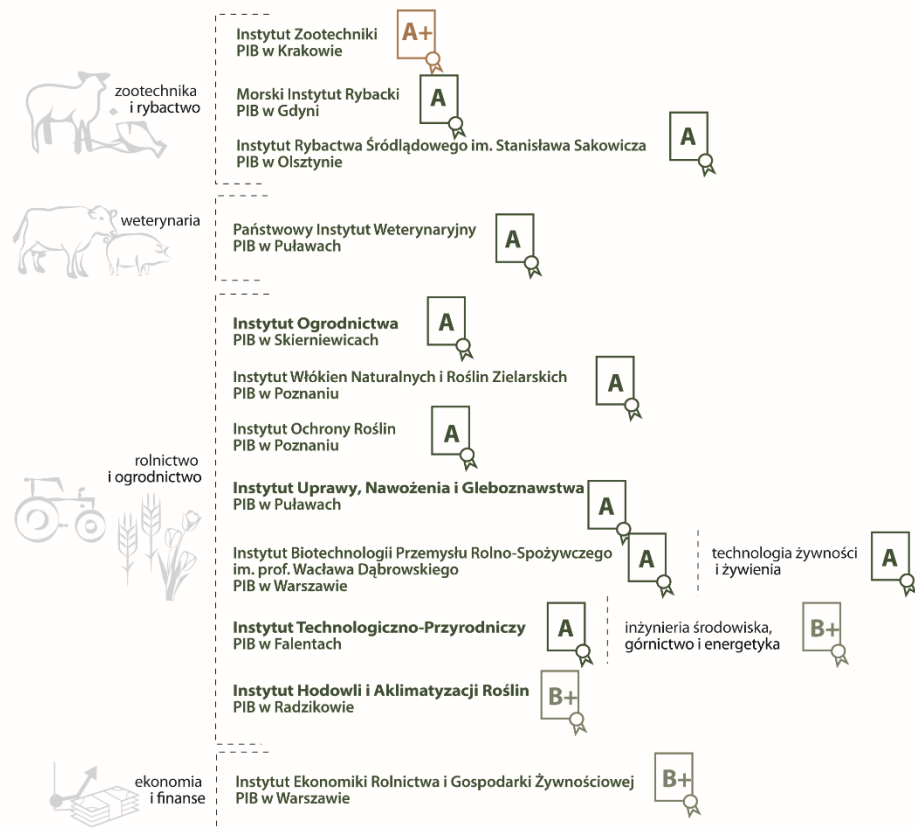 zootechnika
i rybactwo
Instytut Zootechniki
PIB w Krakowie
A+
Morski Instytut Rybacki
PIB w Gdyni
A
Instytut Rybactwa Śródlądowego im. Stanisława Sakowicza
PIB w Olsztynie
A
weterynaria
Państwowy Instytut Weterynaryjny
PIB w Puławach
A
rolnictwo
i ogrodnictwo
Instytut Ogrodnictwa
PIB w Skierniewicach
A
Instytut Włókien Naturalnych i Roślin Zielarskich
PIB w Poznaniu
A
Instytut Ochrony Roślin
PIB w Poznaniu
A
Instytut Uprawy, Nawożenia i Gleboznawstwa
PIB w Puławach
A
Instytut Biotechnologii Przemysłu Rolno-Spożywczego
im. prof. Wacława Dąbrowskiego
PIB w Warszawie
A
technologia żywności
i żywienia
A
Instytut Technologiczno-Przyrodniczy
PIB w Falentach
A
inżynieria środowiska,
górnictwo i energetyka
B+
Instytut Hodowli i Aklimatyzacji Roślin
PIB w Radzikowie
B+
ekonomia
i finanse
Instytut Ekonomiki Rolnictwa i Gospodarki Żywnościowej
PIB w Warszawie
B+